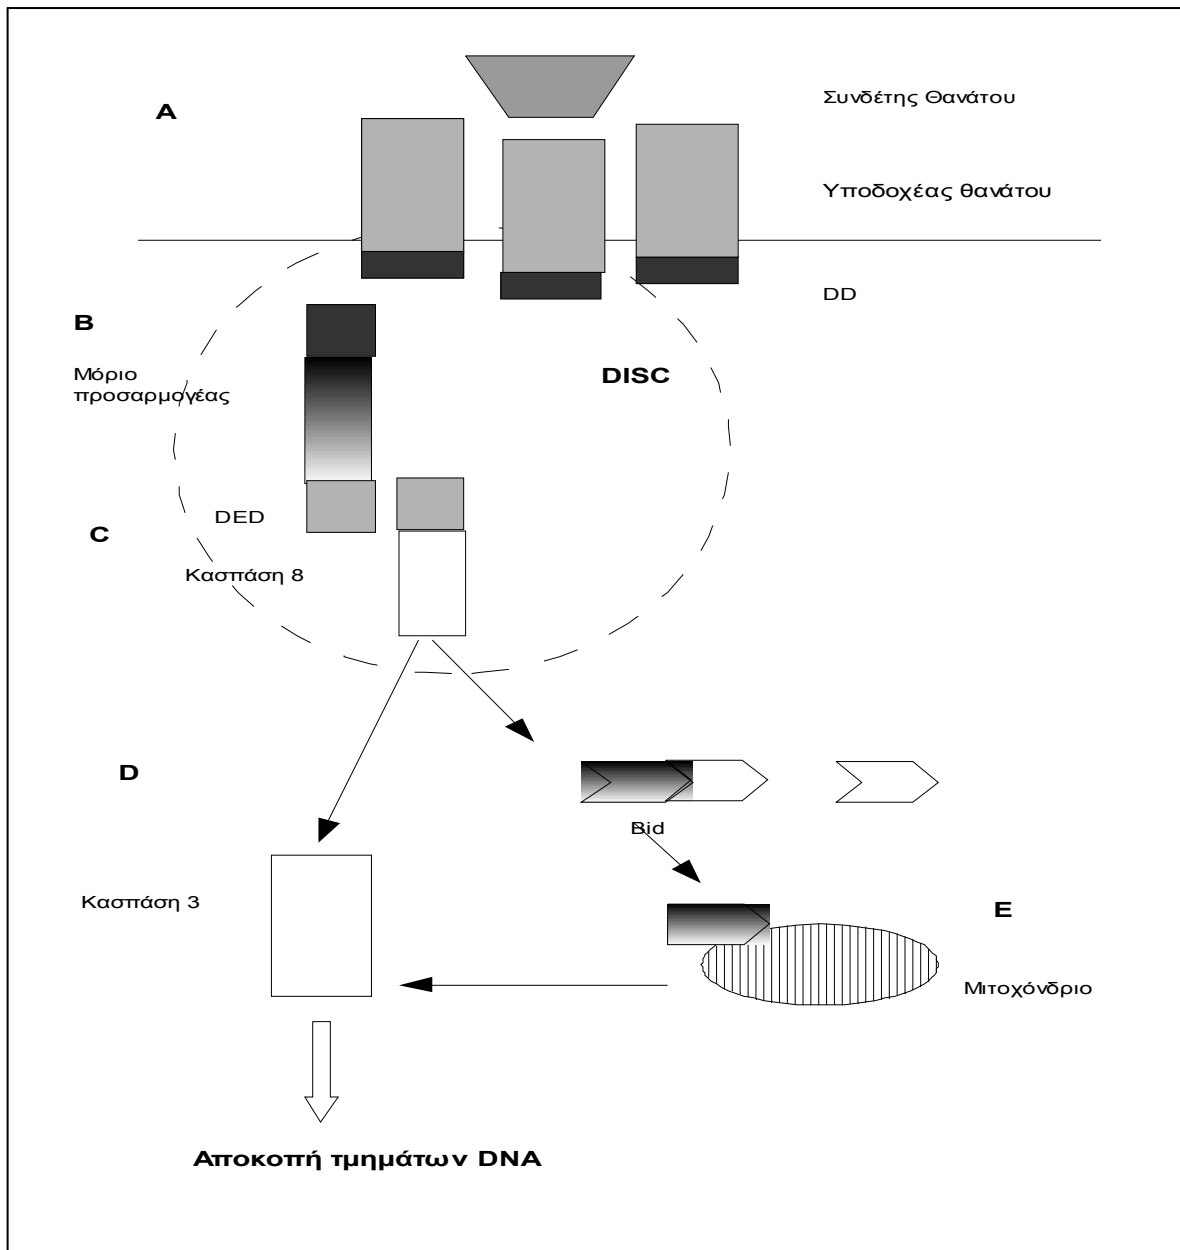 Συνδέτης Θανάτου
A
Υποδοχέας θανάτου
DD
B
Μόριο
προσαρμογέας
DISC
DED
C
Κασπάση 8
D
Bid
Κασπάση 3
E
Μιτοχόνδριο
Αποκοπή τμημάτων DNA